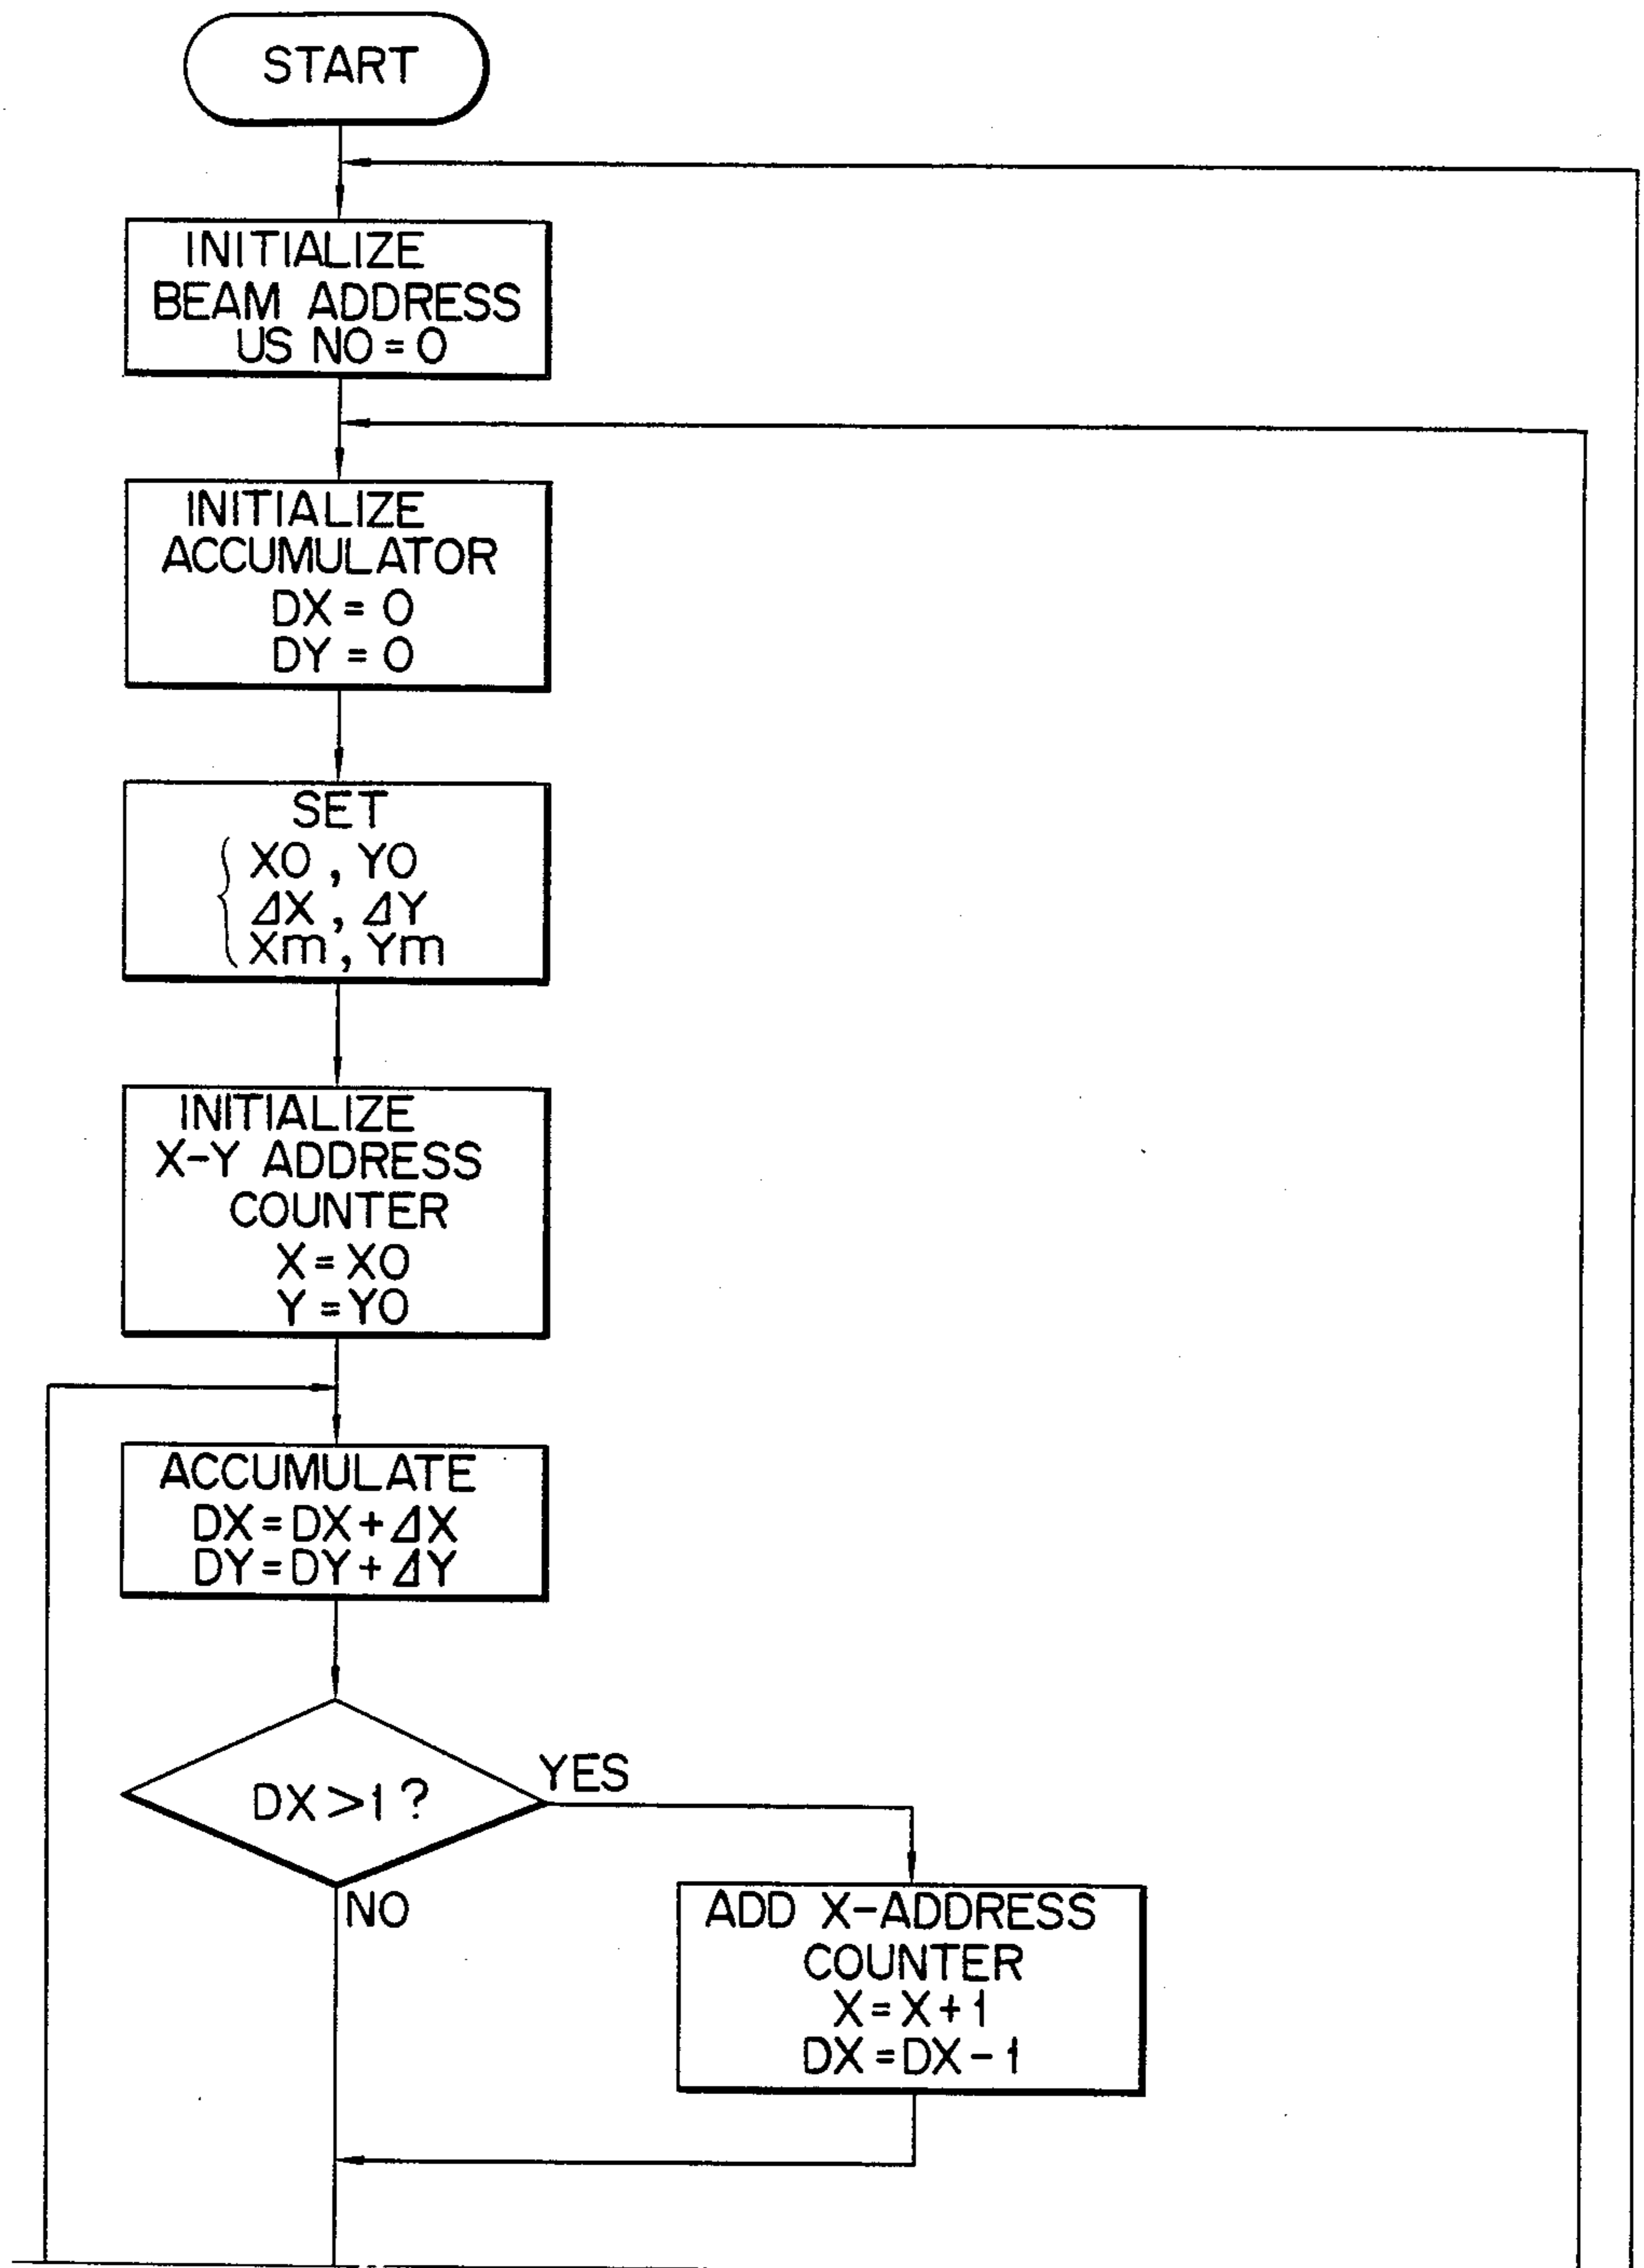 START
INITIALIZE
BEAM ADDRESS
US NO = 0
INITIALIZE
ACCUMULATOR
DX = 0
DY = 0
SET
X0 , Y0
ΔX , ΔY
Xm , Ym
INITIALIZE
X-Y ADDRESS
COUNTER
X = X0
Y = Y0
ACCUMULATE
DX = DX + ΔX
DY = DY + ΔY
DX > 1 ?
YES
NO
ADD X-ADDRESS
COUNTER
X = X + 1
DX = DX - 1